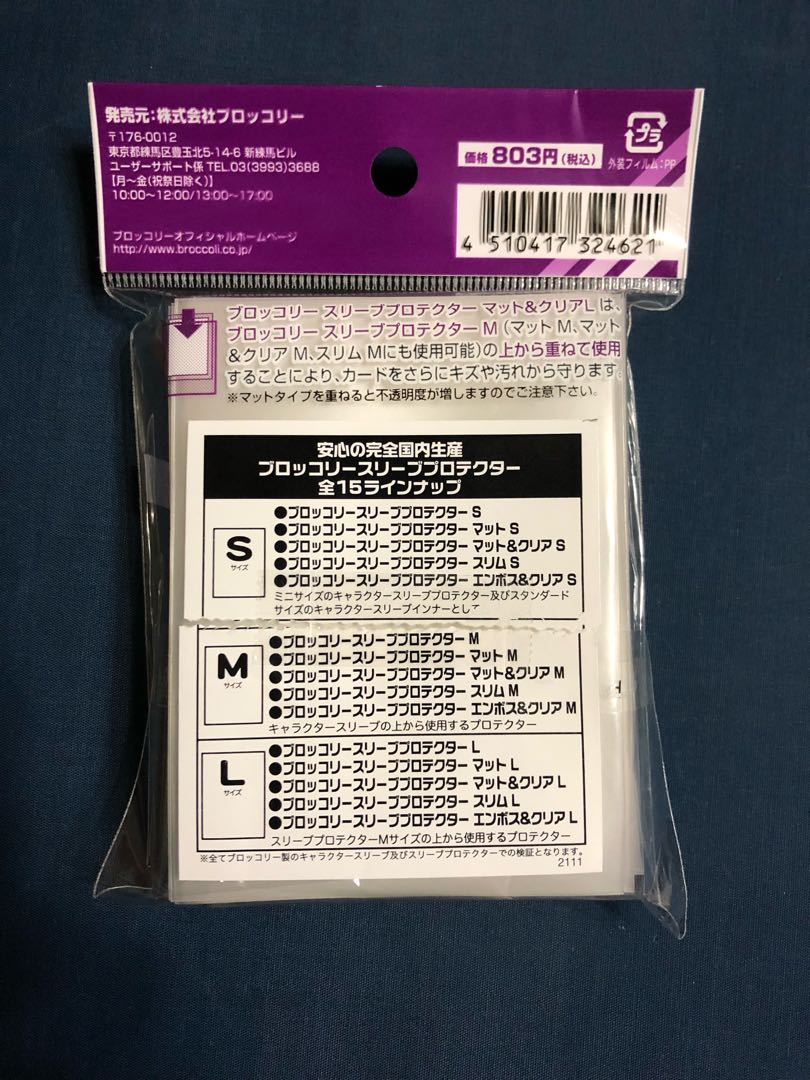 発売元:株式会社ブロッコリー
〒176-0012
東京都練馬区豊玉北5-14-6 新練馬ビル
ユーザーサポート係 TEL.03(3993)3688
【月〜金(祝祭日除く)】
10:00〜12:00/13:00〜17:00
ブロッコリーオフィシャルホームページ
http://www.broccoli.co.jp/
価格 803円(税込)
プラ
外装フィルム:PP
4 510417 324621
ブロッコリー スリーブプロテクター マット&クリアL は、
ブロッコリー スリーブプロテクター M (マット M、マット
&クリア M、スリム Mにも使用可能)の上から重ねて使用
することにより、カードをさらにキズや汚れから守ります。
※マットタイプを重ねると不透明度が増しますのでご注意下さい。
安心の完全国内生産
ブロッコリースリーブプロテクター
全15ラインナップ
S
サイズ
●ブロッコリースリーブプロテクター S
●ブロッコリースリーブプロテクター マット S
●ブロッコリースリーブプロテクター マット&クリア S
●ブロッコリースリーブプロテクター スリム S
●ブロッコリースリーブプロテクター エンボス&クリア S
ミニサイズのキャラクタースリーブプロテクター及びスタンダード
サイズのキャラクタースリーブインナーとして
M
サイズ
●ブロッコリースリーブプロテクター M
●ブロッコリースリーブプロテクター マット M
●ブロッコリースリーブプロテクター マット&クリア M
●ブロッコリースリーブプロテクター スリム M
●ブロッコリースリーブプロテクター エンボス&クリア M
キャラクタースリーブの上から使用するプロテクター
L
サイズ
●ブロッコリースリーブプロテクター L
●ブロッコリースリーブプロテクター マット L
●ブロッコリースリーブプロテクター マット&クリア L
●ブロッコリースリーブプロテクター スリム L
●ブロッコリースリーブプロテクター エンボス&クリア L
スリーブプロテクターMサイズの上から使用するプロテクター
※全てブロッコリー製のキャラクタースリーブ及びスリーブプロテクターでの検証となります。
2111